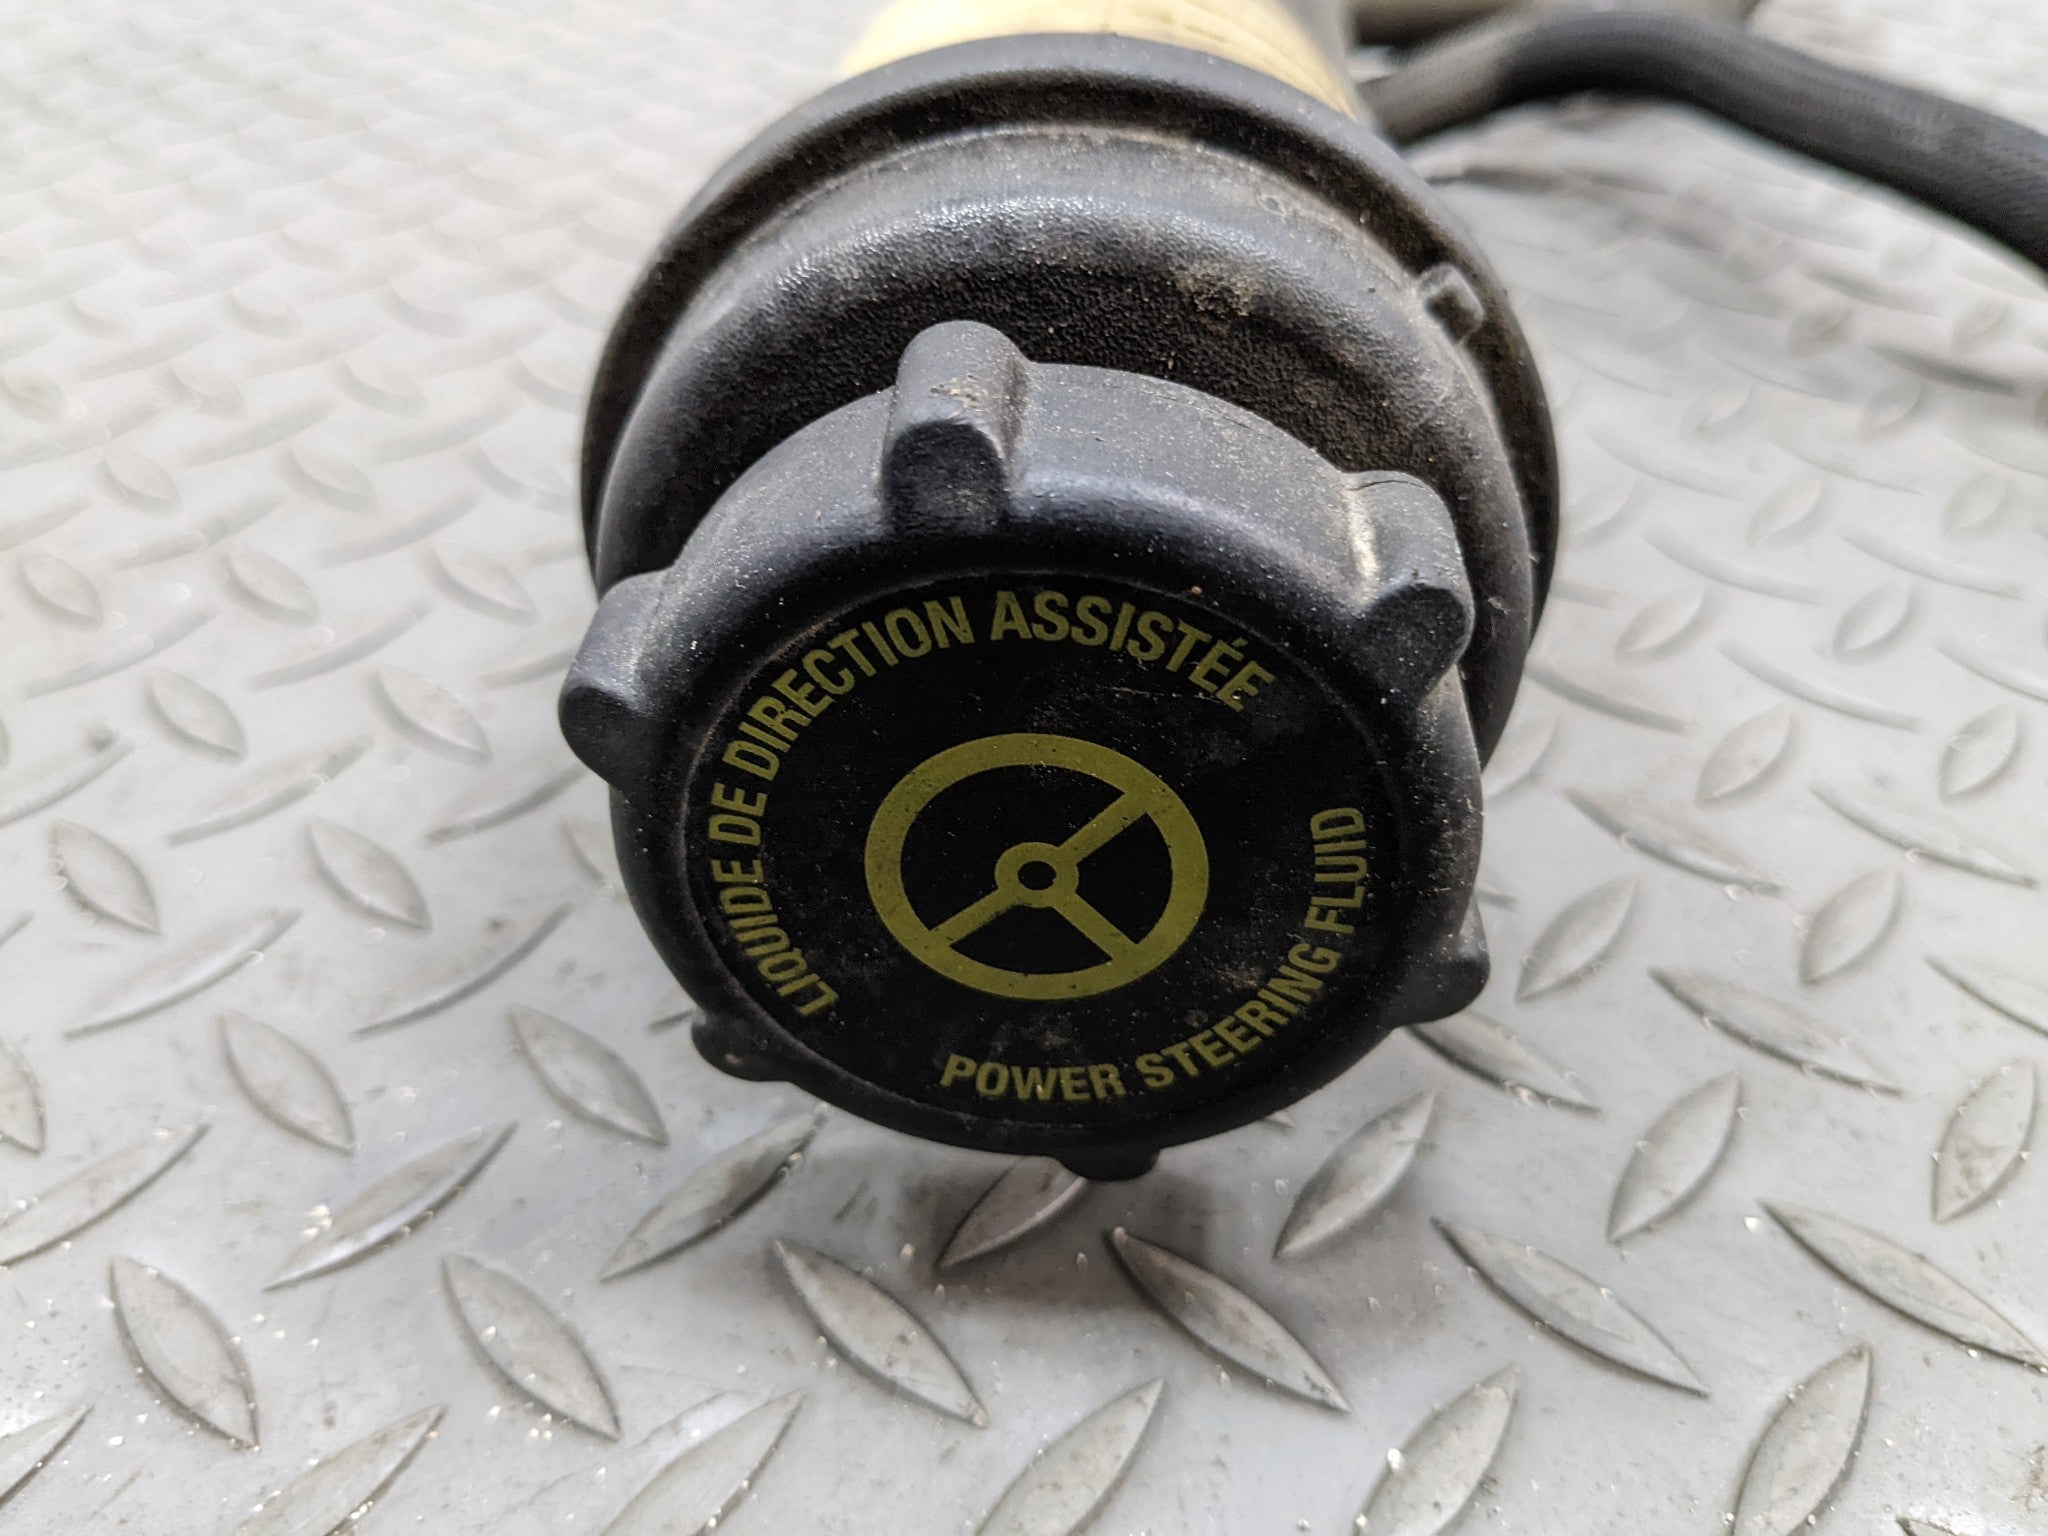 LIQUIDE DE DIRECTION ASSISTÉE
POWER STEERING FLUID